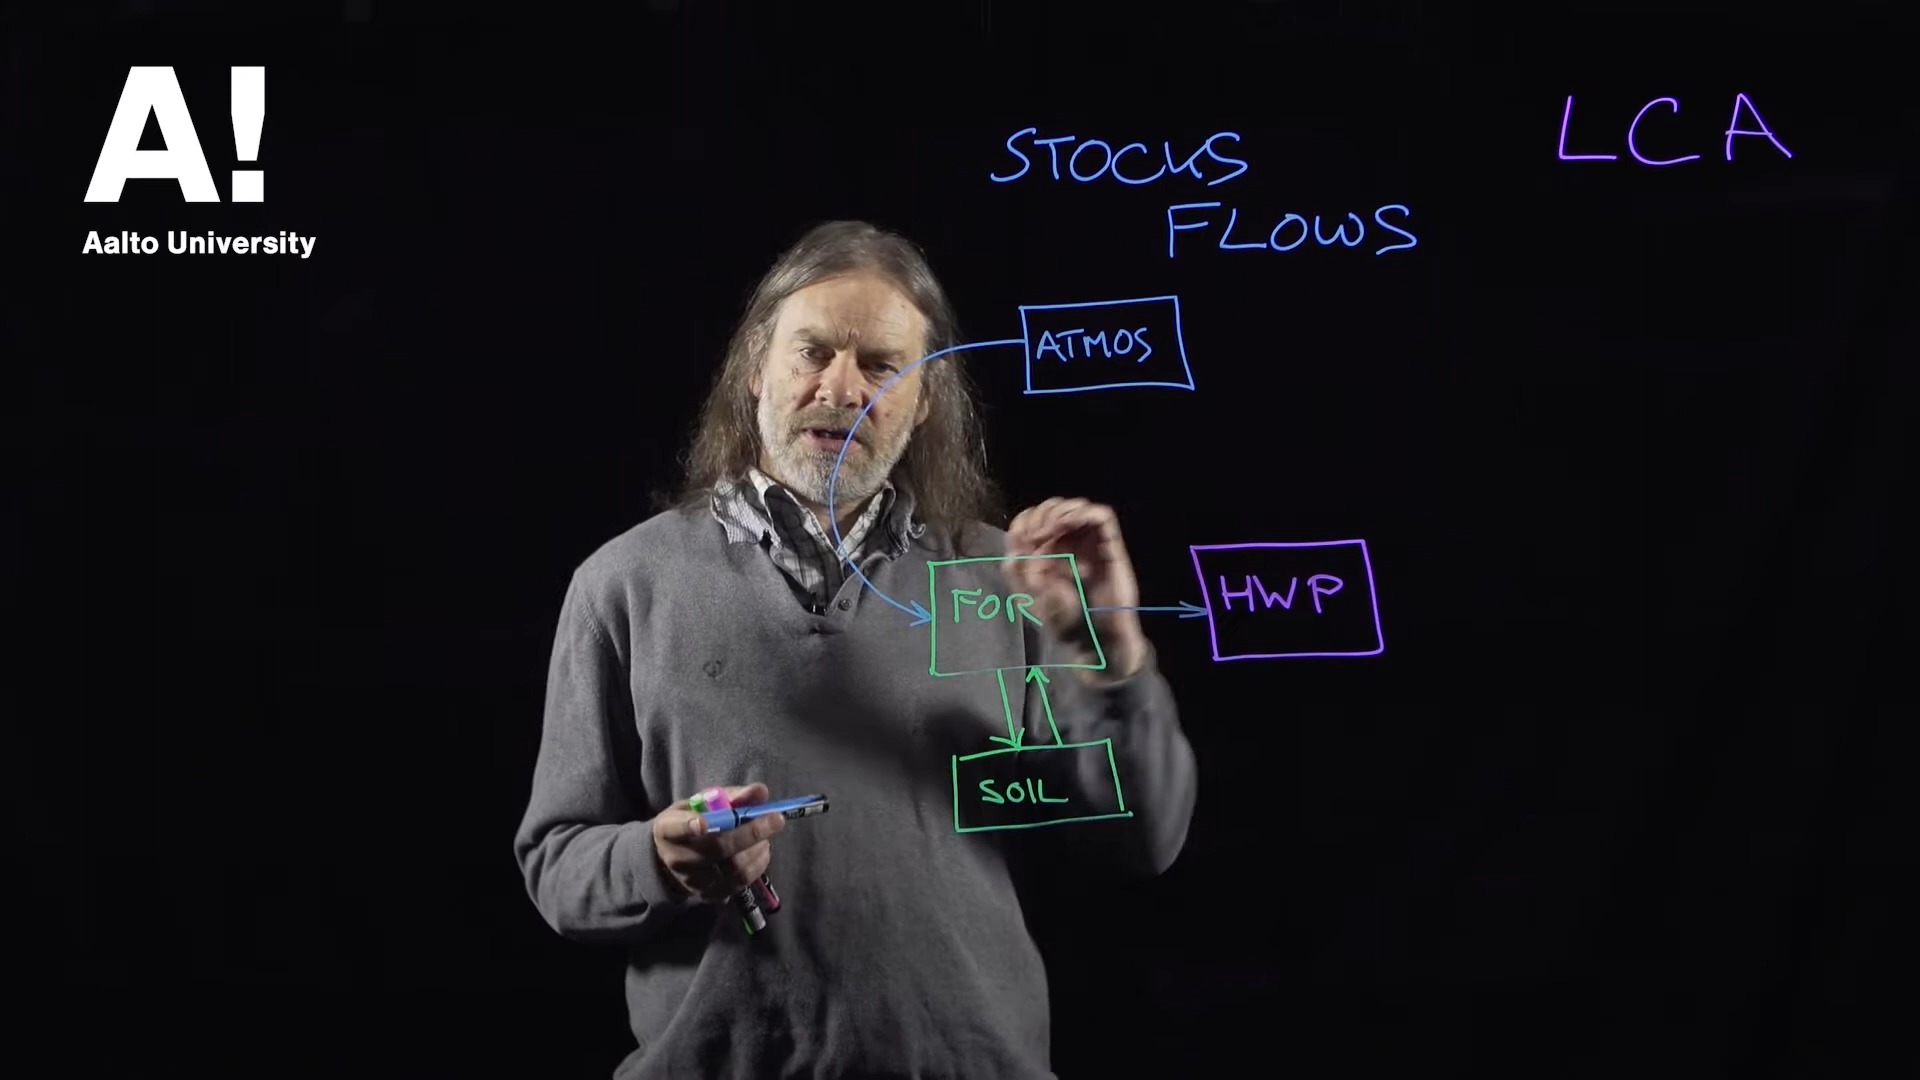 A!
Aalto University
LCA
STOCKS
FLOWS
ATMOS
FOR
HWP
SOIL